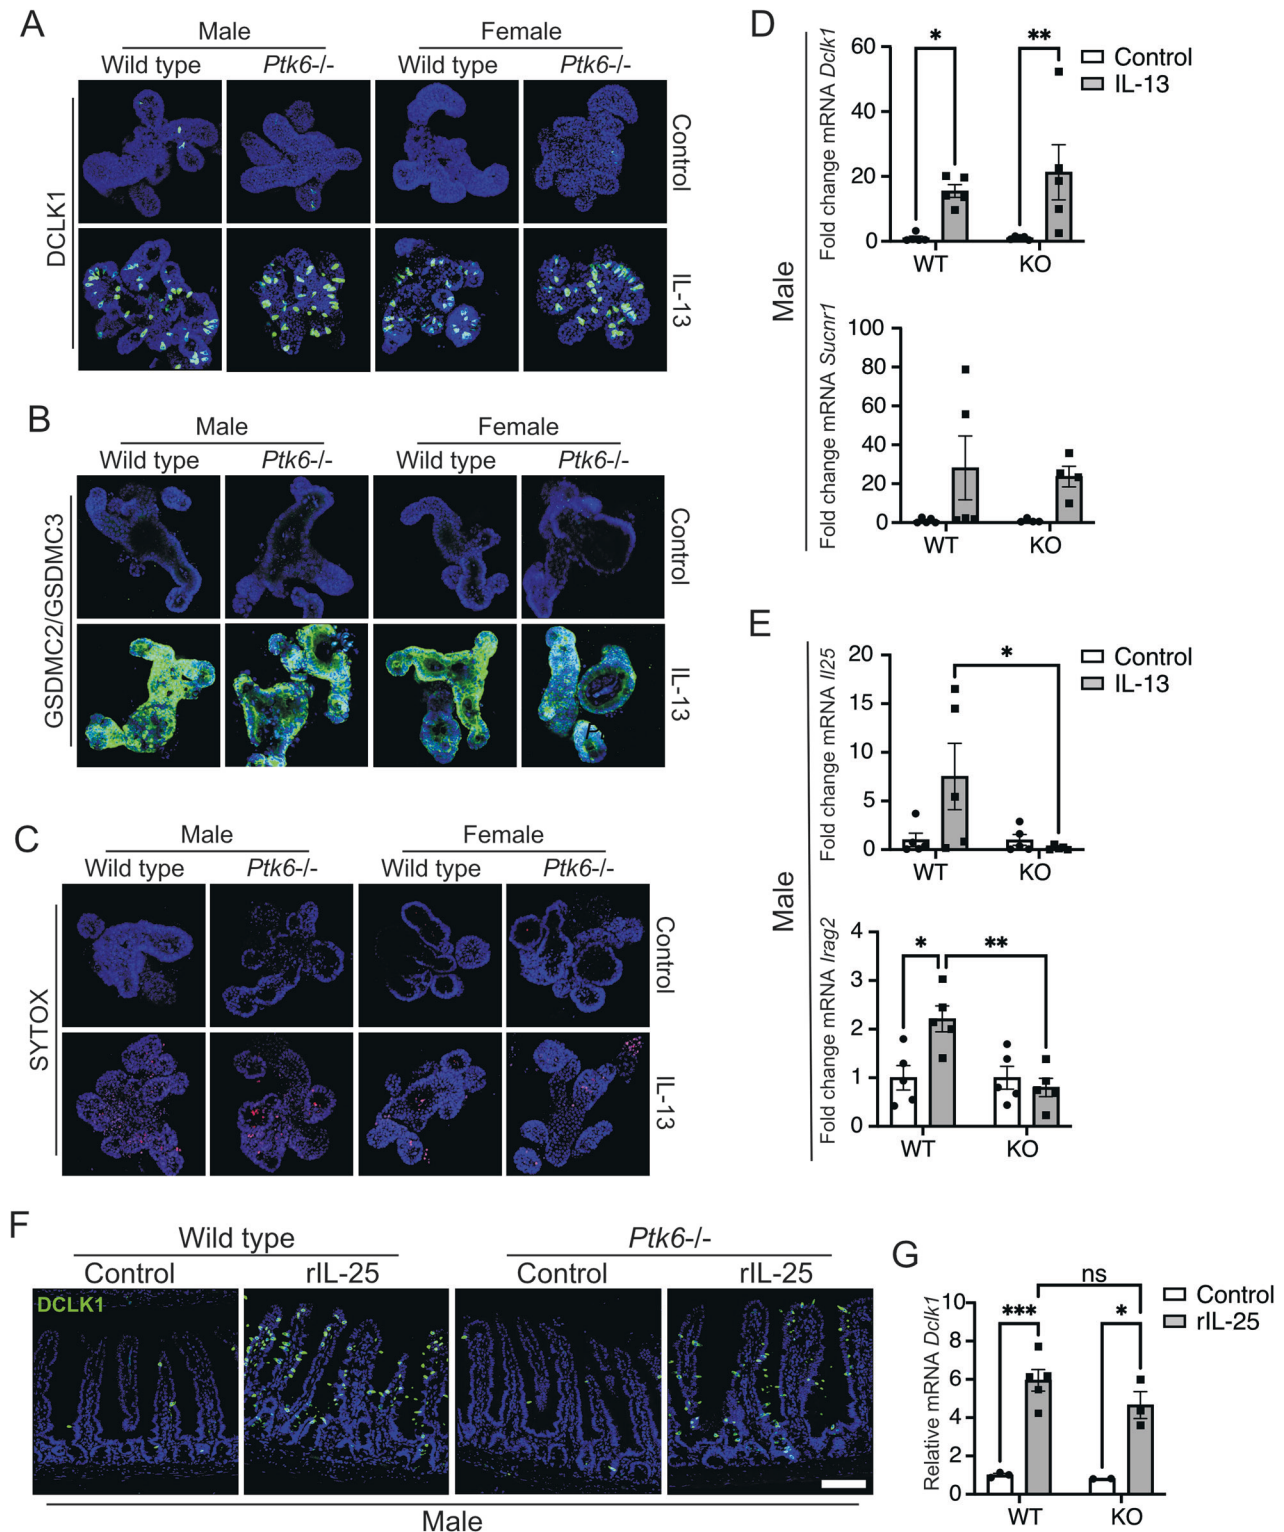 A
Male Female
Wild type Ptk6-/- Wild type Ptk6-/-
DCLK1
Control
IL-13
B
Male Female
Wild type Ptk6-/- Wild type Ptk6-/-
GSDMC2/GSDMC3
Control
IL-13
C
Male Female
Wild type Ptk6-/- Wild type Ptk6-/-
SYTOX
Control
IL-13
D
Male
Fold change mRNA Dclk1
60
40
20
0
* **
WT KO
Control
IL-13
Fold change mRNA Sucnr1
100
80
60
40
20
0
WT KO
E
Male
Fold change mRNA Il25
20
15
10
5
0
*
WT KO
Control
IL-13
Fold change mRNA Irag2
4
3
2
1
0
* **
WT KO
F
Wild type Ptk6-/-
Control rIL-25 Control rIL-25
DCLK1
Male
G
Relative mRNA Dclk1
10
8
6
4
2
0
ns
*** *
WT KO
Control
rIL-25